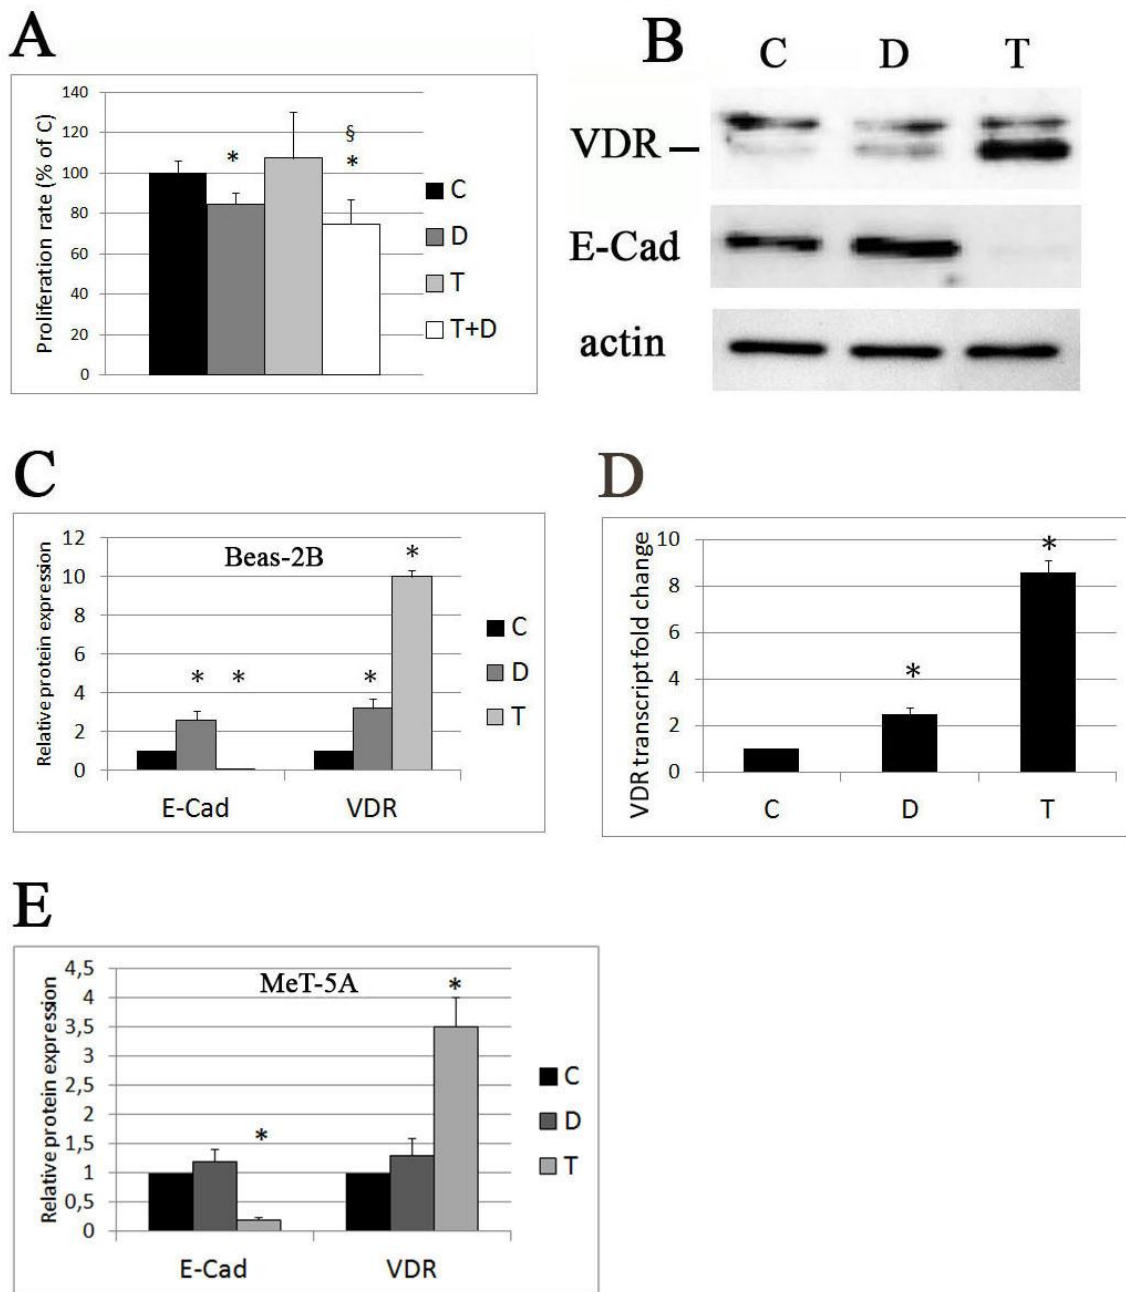 A
Proliferation rate (% of C)
140
120
100
80
60
40
20
0
*
§
*
C
D
T
T+D
B
C D T
VDR
E-Cad
actin
C
Relative protein expression
12
10
8
6
4
2
0
Beas-2B
* *
*
*
E-Cad VDR
C
D
T
D
VDR transcript fold change
10
8
6
4
2
0
*
*
C D T
E
Relative protein expression
4,5
4
3,5
3
2,5
2
1,5
1
0,5
0
MeT-5A
*
*
E-Cad VDR
C
D
T